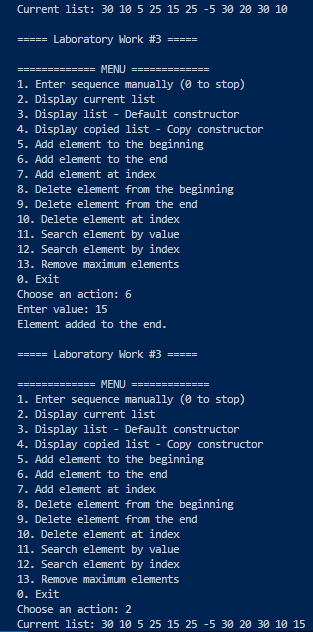 Current list: 30 10 5 25 15 25 -5 30 20 30 10
===== Laboratory Work #3 =====
============= MENU =============
1. Enter sequence manually (0 to stop)
2. Display current list
3. Display list - Default constructor
4. Display copied list - Copy constructor
5. Add element to the beginning
6. Add element to the end
7. Add element at index
8. Delete element from the beginning
9. Delete element from the end
10. Delete element at index
11. Search element by value
12. Search element by index
13. Remove maximum elements
0. Exit
Choose an action: 6
Enter value: 15
Element added to the end.
===== Laboratory Work #3 =====
============= MENU =============
1. Enter sequence manually (0 to stop)
2. Display current list
3. Display list - Default constructor
4. Display copied list - Copy constructor
5. Add element to the beginning
6. Add element to the end
7. Add element at index
8. Delete element from the beginning
9. Delete element from the end
10. Delete element at index
11. Search element by value
12. Search element by index
13. Remove maximum elements
0. Exit
Choose an action: 2
Current list: 30 10 5 25 15 25 -5 30 20 30 10 15